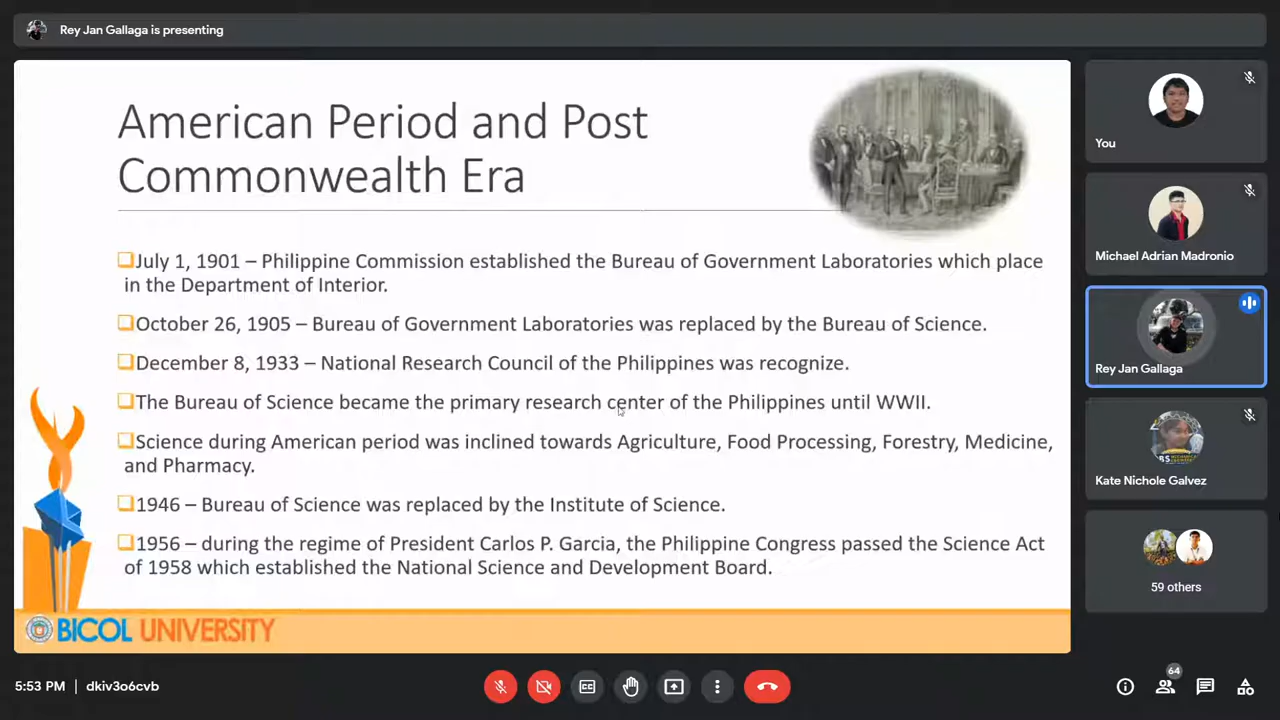 Rey Jan Gallaga is presenting
American Period and Post
Commonwealth Era
July 1, 1901 – Philippine Commission established the Bureau of Government Laboratories which place
in the Department of Interior.
October 26, 1905 – Bureau of Government Laboratories was replaced by the Bureau of Science.
December 8, 1933 – National Research Council of the Philippines was recognize.
The Bureau of Science became the primary research center of the Philippines until WWII.
Science during American period was inclined towards Agriculture, Food Processing, Forestry, Medicine,
and Pharmacy.
1946 – Bureau of Science was replaced by the Institute of Science.
1956 – during the regime of President Carlos P. Garcia, the Philippine Congress passed the Science Act
of 1958 which established the National Science and Development Board.
BICOL UNIVERSITY
You
Michael Adrian Madronio
Rey Jan Gallaga
Kate Nichole Galvez
59 others
5:53 PM | dkiv3o6cvb
64